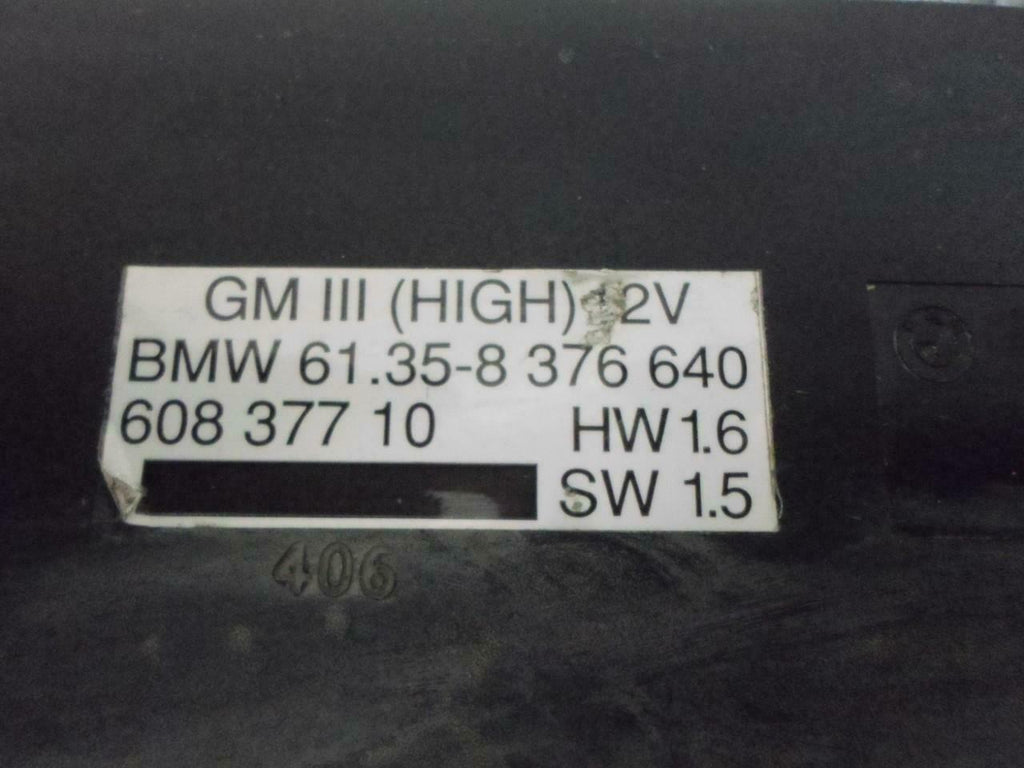 GM III (HIGH) 12V
BMW 61.35-8 376 640
608 377 10 HW 1.6
SW 1.5
406